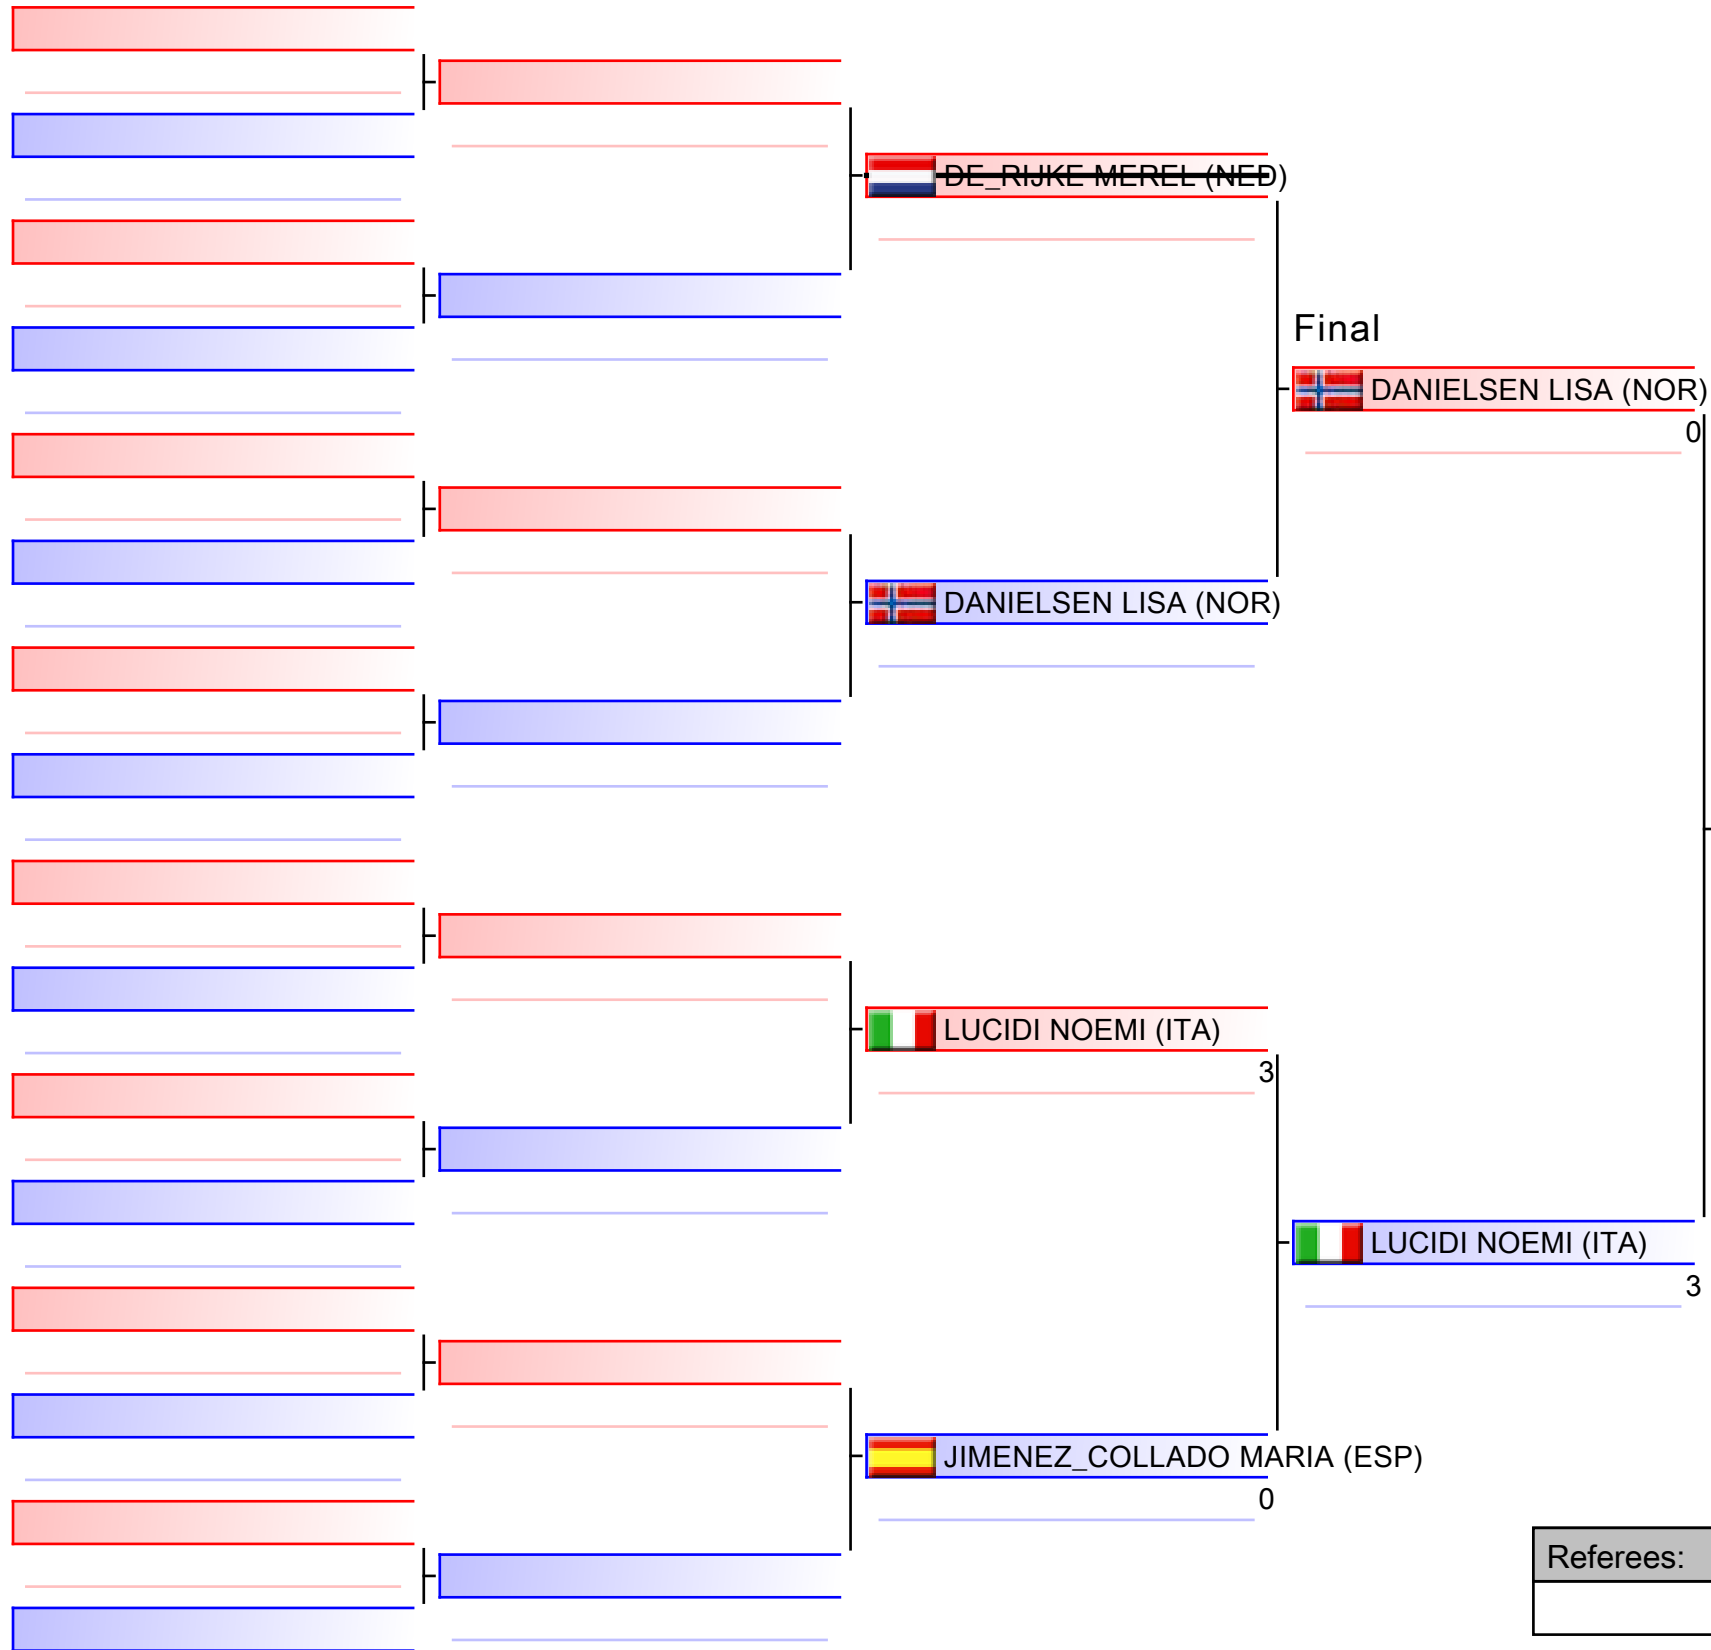 DE_RIJKE MEREL (NED)
Final
DANIELSEN LISA (NOR)
0
DANIELSEN LISA (NOR)
LUCIDI NOEMI (ITA)
3
LUCIDI NOEMI (ITA)
3
JIMENEZ_COLLADO MARIA (ESP)
0
Referees: